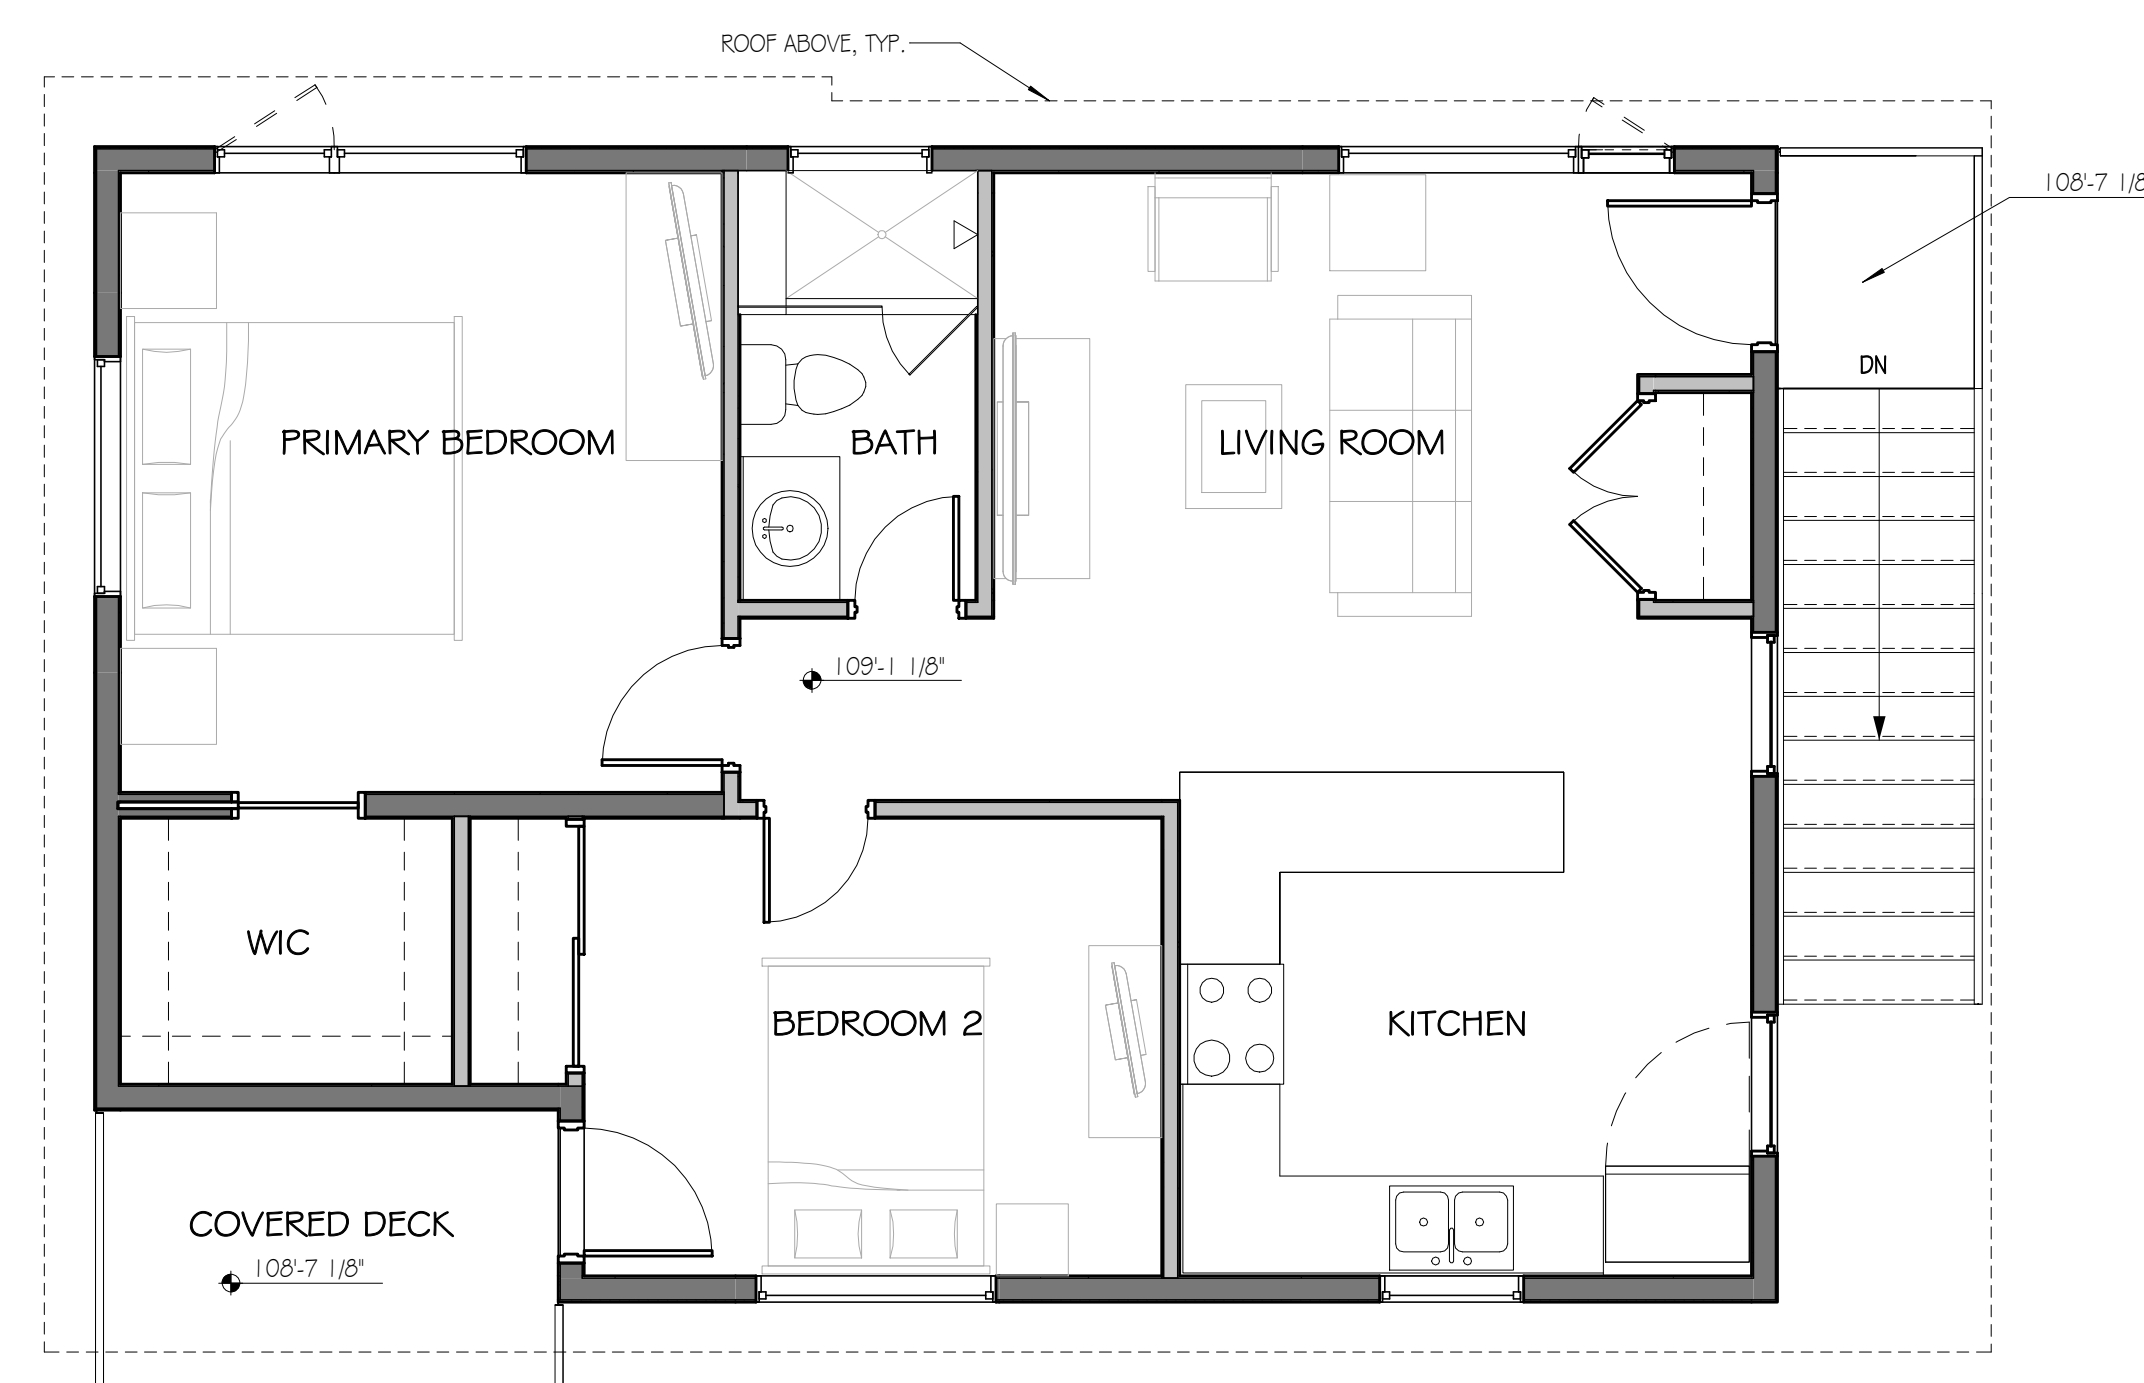 ROOF ABOVE, TYP.
108'-7 1/8
DN
PRIMARY BEDROOM
BATH
LIVING ROOM
109'-1 1/8"
WIC
BEDROOM 2
KITCHEN
COVERED DECK
108'-7 1/8"